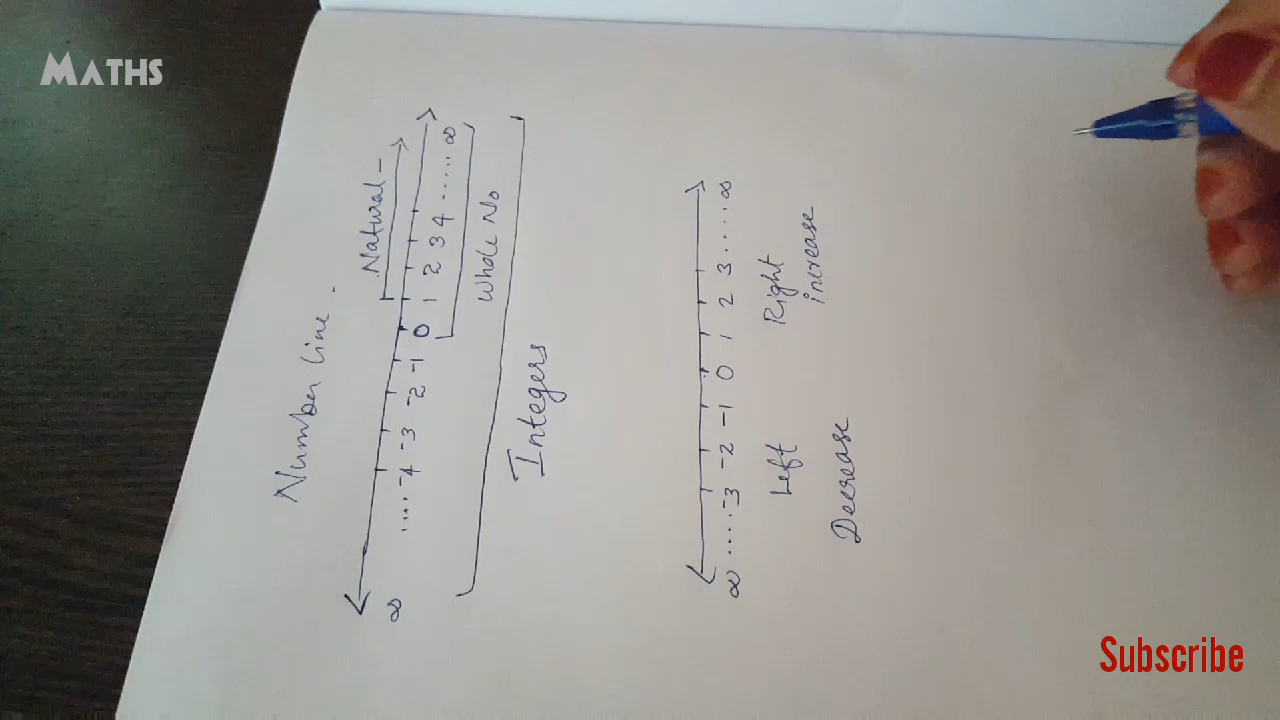 MATHS
Number line -
Natural -
∞ ..... -4 -3 -2 -1 0 1 2 3 4 ...... ∞
Whole No
Integers
∞ ..... -3 -2 -1 0 1 2 3 ..... ∞
Left Right
Decrease increase
Subscribe